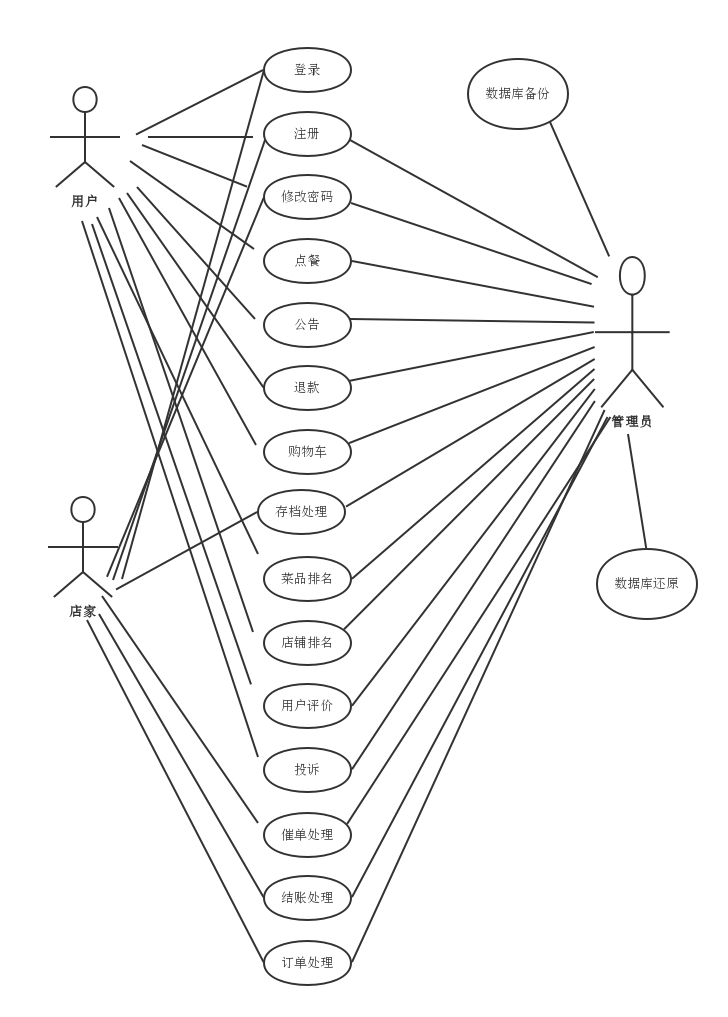 登录
数据库备份
注册
修改密码
用户
点餐
公告
退款
管理员
购物车
存档处理
菜品排名
数据库还原
店家
店铺排名
用户评价
投诉
催单处理
结账处理
订单处理